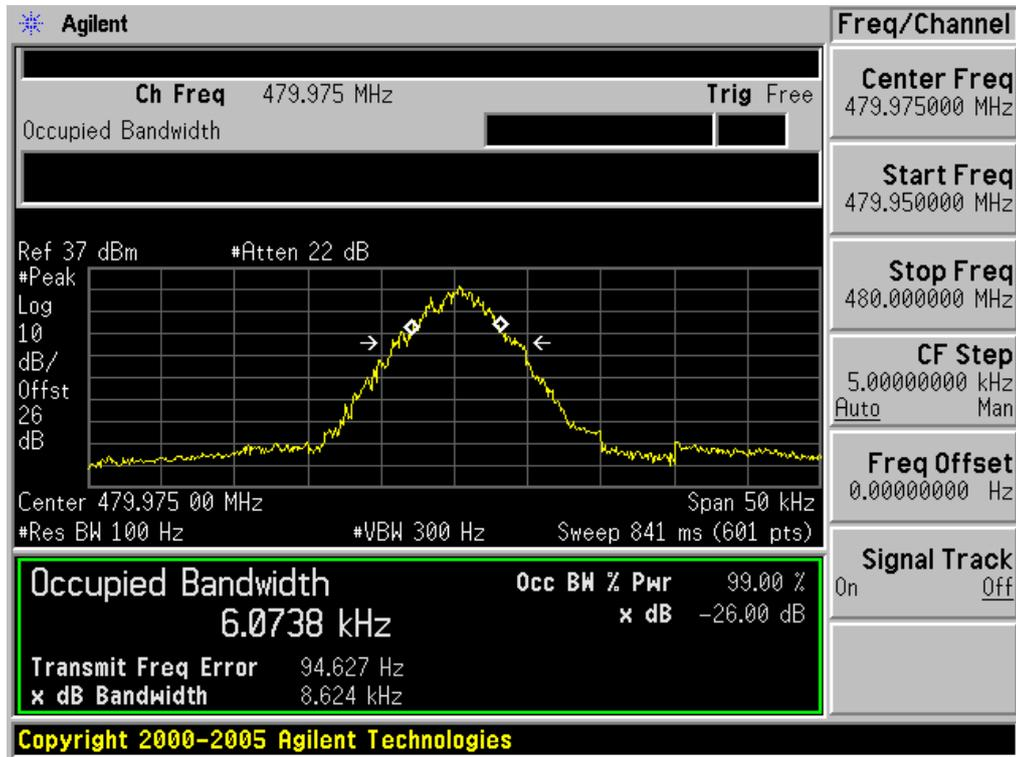 Agilent
Freq/Channel
Ch Freq 479.975 MHz Trig Free
Occupied Bandwidth
Center Freq
479.975000 MHz
Start Freq
479.950000 MHz
Stop Freq
480.000000 MHz
CF Step
5.00000000 kHz
Auto Man
Freq Offset
0.00000000 Hz
Signal Track
On Off
Ref 37 dBm #Atten 22 dB
#Peak
Log
10
dB/
Offst
26
dB
Center 479.975 00 MHz Span 50 kHz
#Res BW 100 Hz #VBW 300 Hz Sweep 841 ms (601 pts)
Occupied Bandwidth Occ BW % Pwr 99.00 %
6.0738 kHz x dB -26.00 dB
Transmit Freq Error 94.627 Hz
x dB Bandwidth 8.624 kHz
Copyright 2000-2005 Agilent Technologies